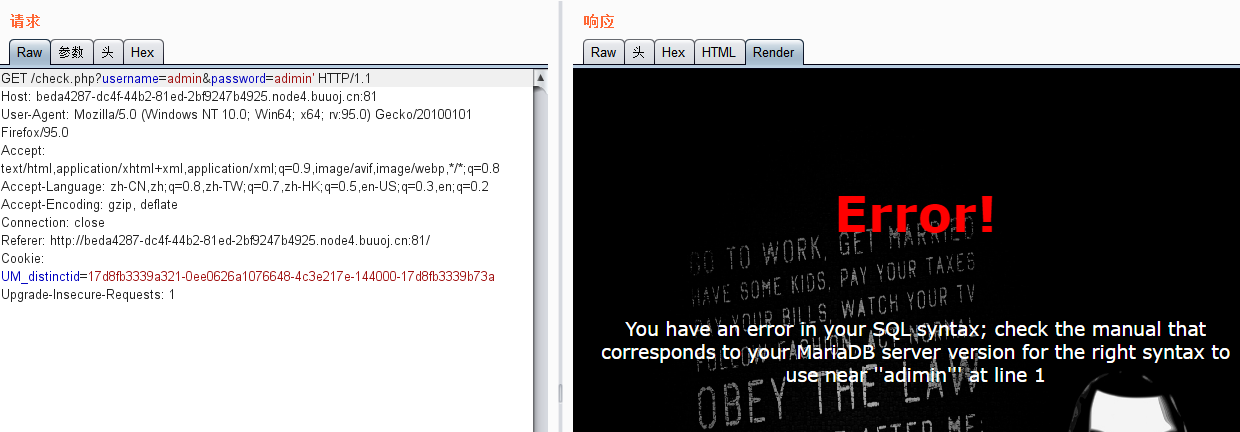 请求
Raw 参数 头 Hex
GET /check.php?username=admin&password=adimin' HTTP/1.1
Host: beda4287-dc4f-44b2-81ed-2bf9247b4925.node4.buuoj.cn:81
User-Agent: Mozilla/5.0 (Windows NT 10.0; Win64; x64; rv:95.0) Gecko/20100101
Firefox/95.0
Accept:
text/html,application/xhtml+xml,application/xml;q=0.9,image/avif,image/webp,*/*;q=0.8
Accept-Language: zh-CN,zh;q=0.8,zh-TW;q=0.7,zh-HK;q=0.5,en-US;q=0.3,en;q=0.2
Accept-Encoding: gzip, deflate
Connection: close
Referer: http://beda4287-dc4f-44b2-81ed-2bf9247b4925.node4.buuoj.cn:81/
Cookie:
UM_distinctid=17d8fb3339a321-0ee0626a1076648-4c3e217e-144000-17d8fb3339b73a
Upgrade-Insecure-Requests: 1
响应
Raw 头 Hex HTML Render
Error!
GO TO WORK, GET MARRIED
HAVE SOME KIDS, PAY YOUR TAXES
PAY YOUR BILLS, WATCH YOUR TV
FOLLOW FASHION, ACT NORMAL
OBEY THE LAW
AFTER ME:
You have an error in your SQL syntax; check the manual that
corresponds to your MariaDB server version for the right syntax to
use near ''adimin''' at line 1